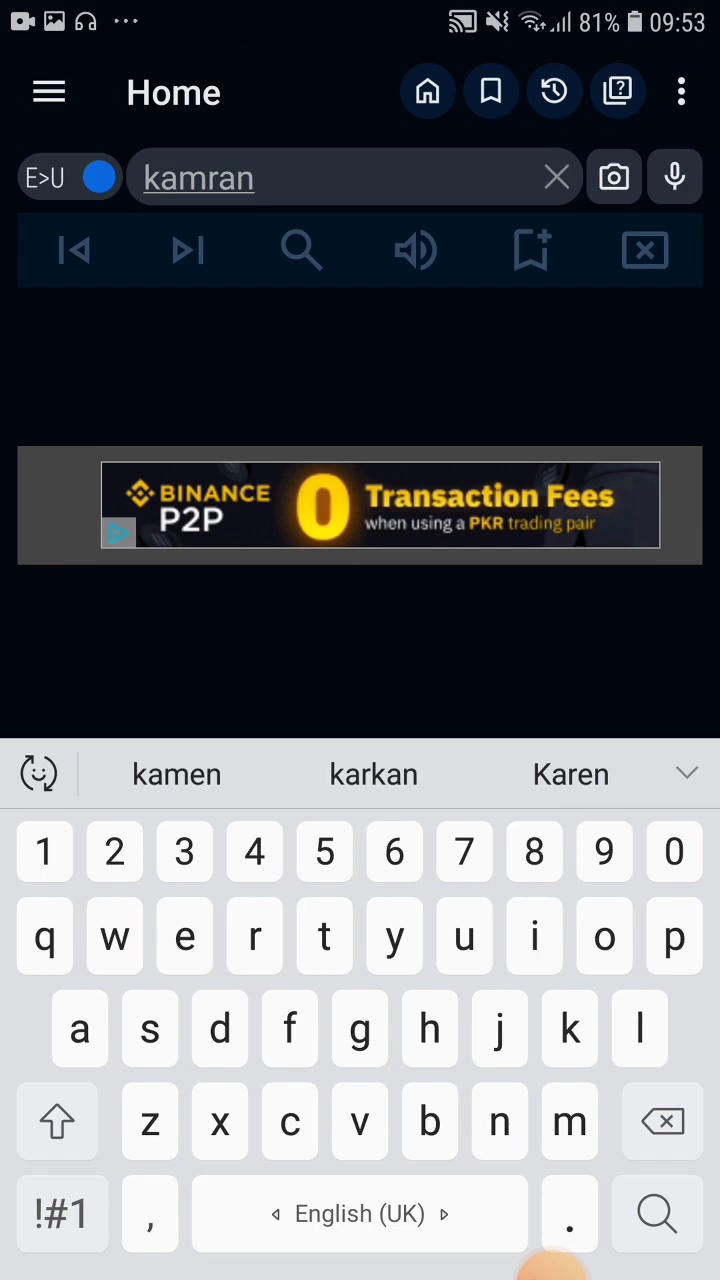 81% 09:53
Home
E>U kamran
BINANCE
P2P
0
Transaction Fees
when using a PKR trading pair
kamen karkan Karen
1 2 3 4 5 6 7 8 9 0
q w e r t y u i o p
a s d f g h j k l
z x c v b n m
!#1 , English (UK) .